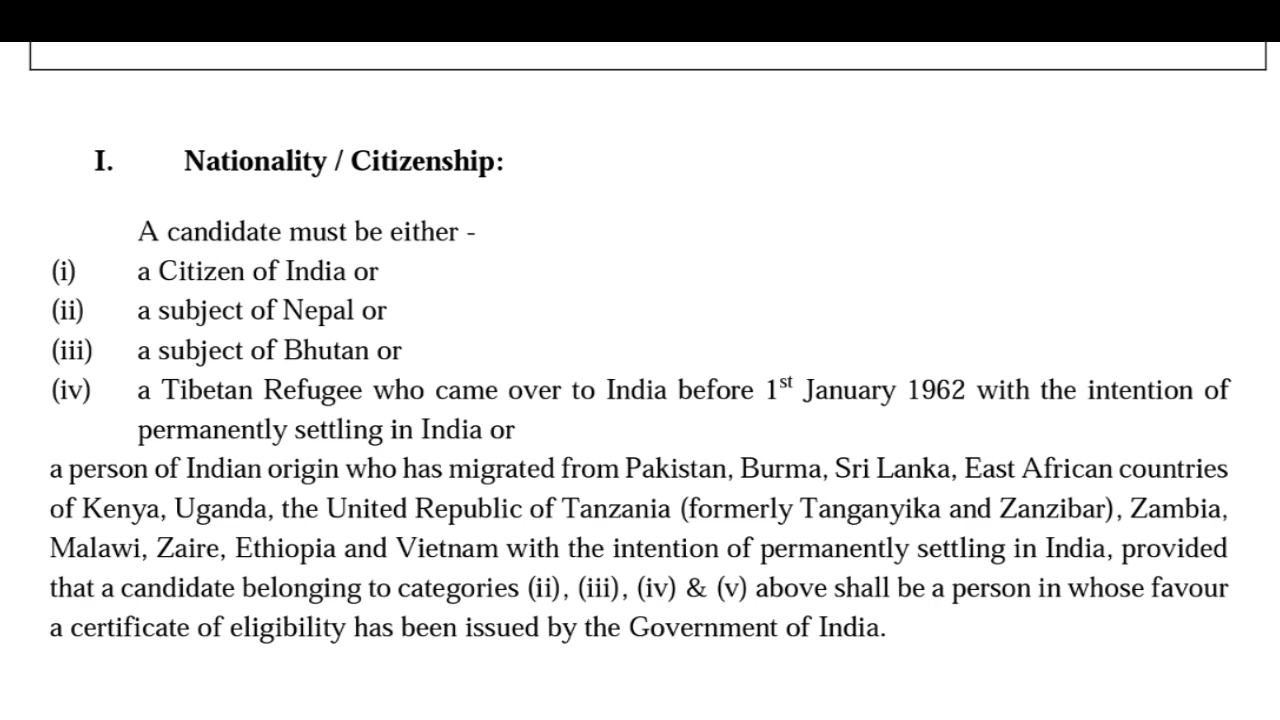 I. Nationality / Citizenship:
A candidate must be either -
(i) a Citizen of India or
(ii) a subject of Nepal or
(iii) a subject of Bhutan or
(iv) a Tibetan Refugee who came over to India before 1st January 1962 with the intention of
permanently settling in India or
a person of Indian origin who has migrated from Pakistan, Burma, Sri Lanka, East African countries
of Kenya, Uganda, the United Republic of Tanzania (formerly Tanganyika and Zanzibar), Zambia,
Malawi, Zaire, Ethiopia and Vietnam with the intention of permanently settling in India, provided
that a candidate belonging to categories (ii), (iii), (iv) & (v) above shall be a person in whose favour
a certificate of eligibility has been issued by the Government of India.